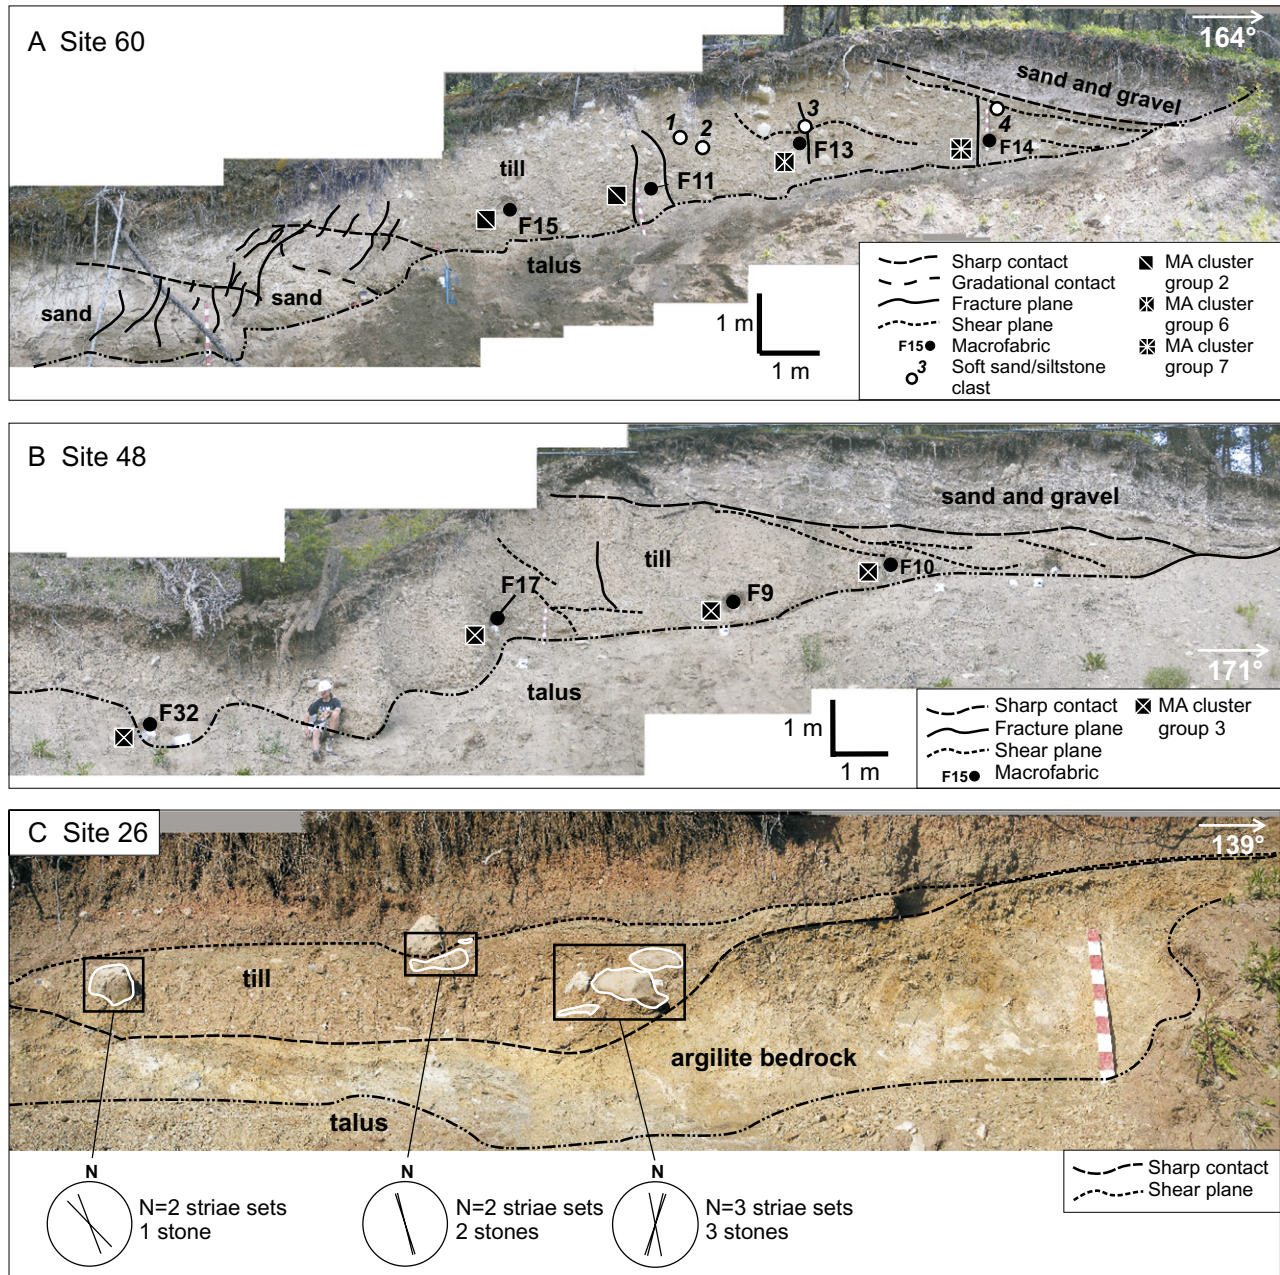 A Site 60
164°
sand and gravel
1
2
3
4
F13
F14
till
F11
F15
talus
sand
sand
1 m
1 m
Sharp contact
Gradational contact
Fracture plane
Shear plane
F15 Macrofabric
3 Soft sand/siltstone
clast
MA cluster
group 2
MA cluster
group 6
MA cluster
group 7
B Site 48
sand and gravel
till
F10
F17
F9
171°
talus
F32
1 m
1 m
Sharp contact
Fracture plane
Shear plane
F15 Macrofabric
MA cluster
group 3
C Site 26
139°
till
argilite bedrock
talus
N
N=2 striae sets
1 stone
N
N=2 striae sets
2 stones
N
N=3 striae sets
3 stones
Sharp contact
Shear plane